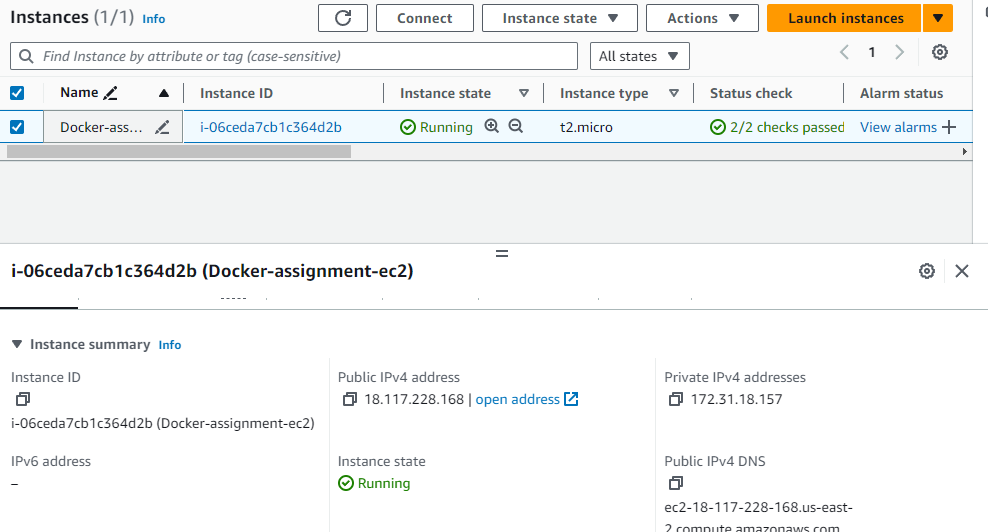 Instances (1/1) Info
Connect
Instance state
Actions
Launch instances
Find Instance by attribute or tag (case-sensitive)
All states
1
Name Instance ID Instance state Instance type Status check Alarm status
Docker-ass... i-06ceda7cb1c364d2b Running t2.micro 2/2 checks passed View alarms
i-06ceda7cb1c364d2b (Docker-assignment-ec2)
Instance summary Info
Instance ID
i-06ceda7cb1c364d2b (Docker-assignment-ec2)
Public IPv4 address
18.117.228.168 | open address
Private IPv4 addresses
172.31.18.157
IPv6 address
–
Instance state
Running
Public IPv4 DNS
ec2-18-117-228-168.us-east-
2.compute.amazonaws.com